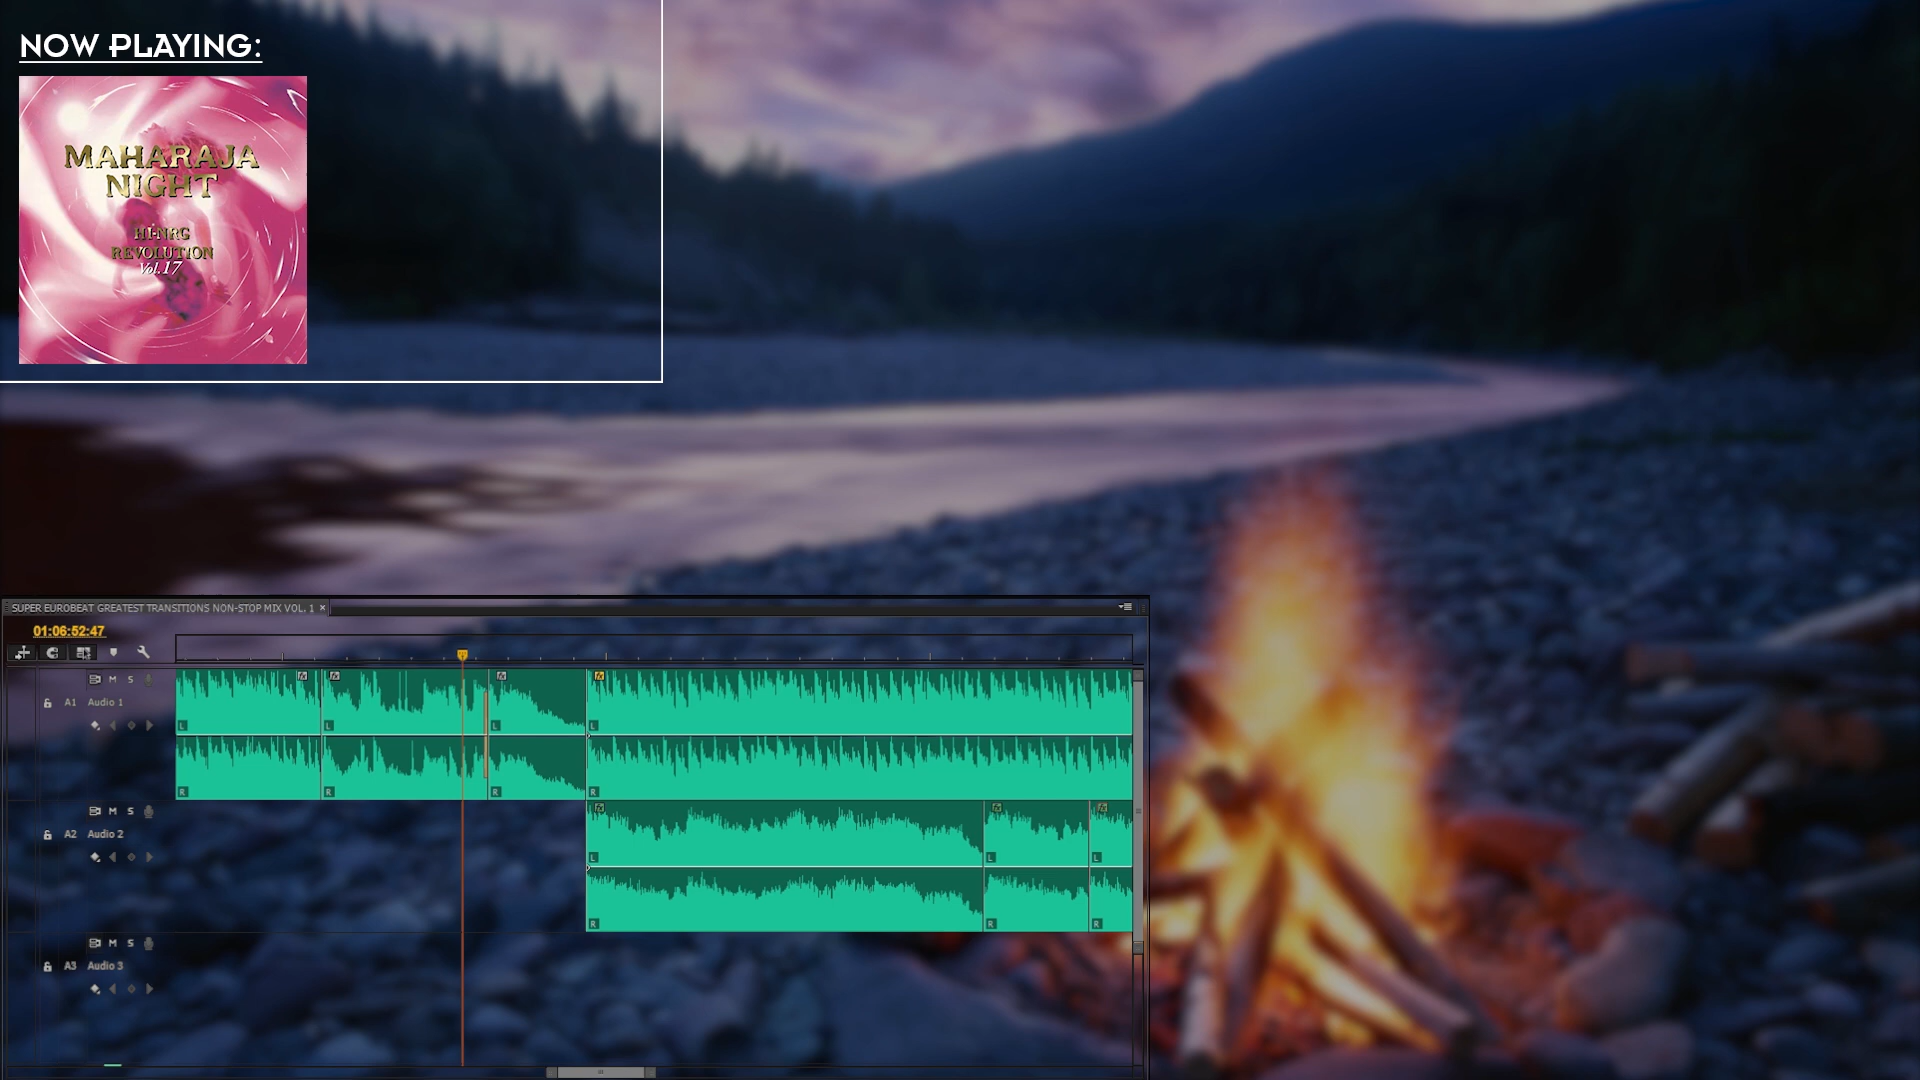 NOW PLAYING:
MAHARAJA
NIGHT
HI-NRG
REVOLUTION
Vol.17
SUPER EUROBEAT GREATEST TRANSITIONS NON-STOP MIX VOL. 1 ×
01:06:52:47
M S
A1 Audio 1
L
L
L
L
R
R
R
R
M S
A2 Audio 2
L
L
L
R
R
R
M S
A3 Audio 3